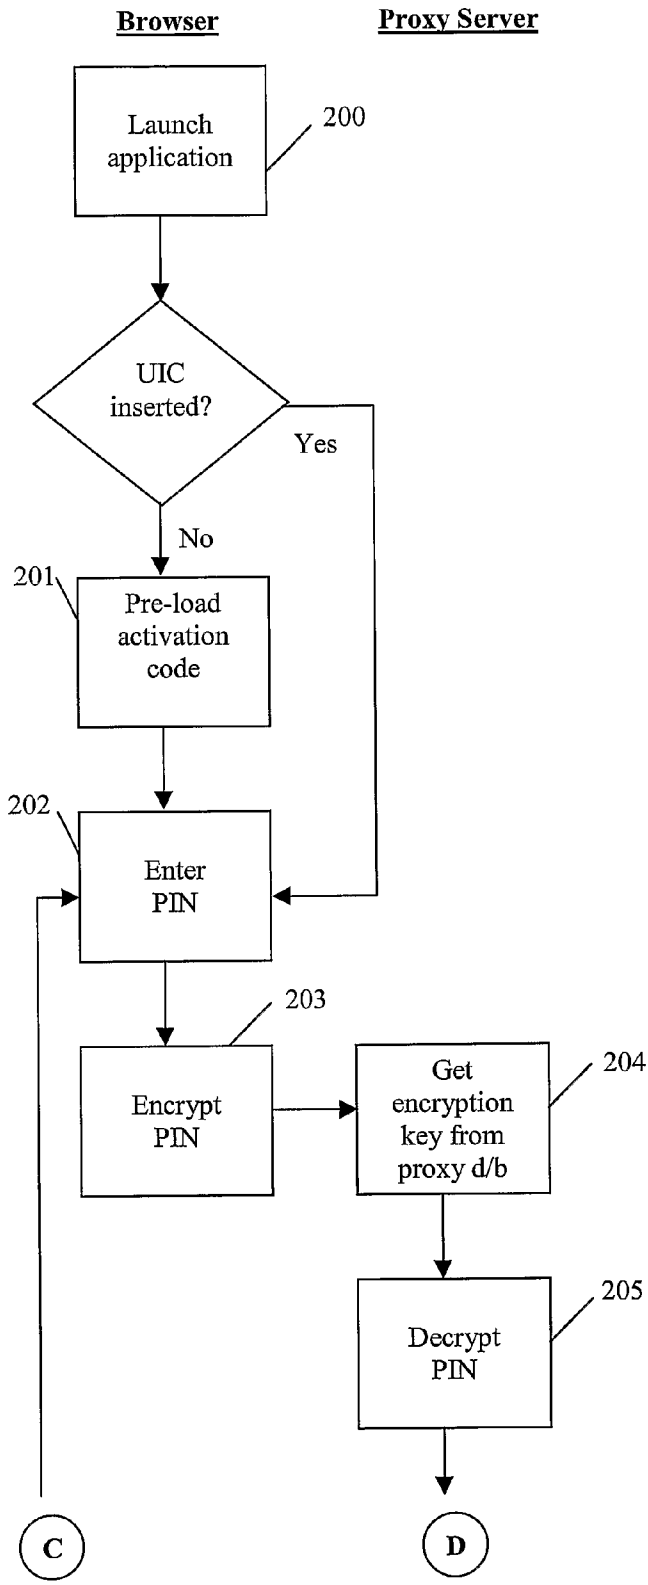 Browser
Proxy Server
Launch
application
200
UIC
inserted?
Yes
No
201
Pre-load
activation
code
202
Enter
PIN
203
Encrypt
PIN
204
Get
encryption
key from
proxy d/b
205
Decrypt
PIN
C
D